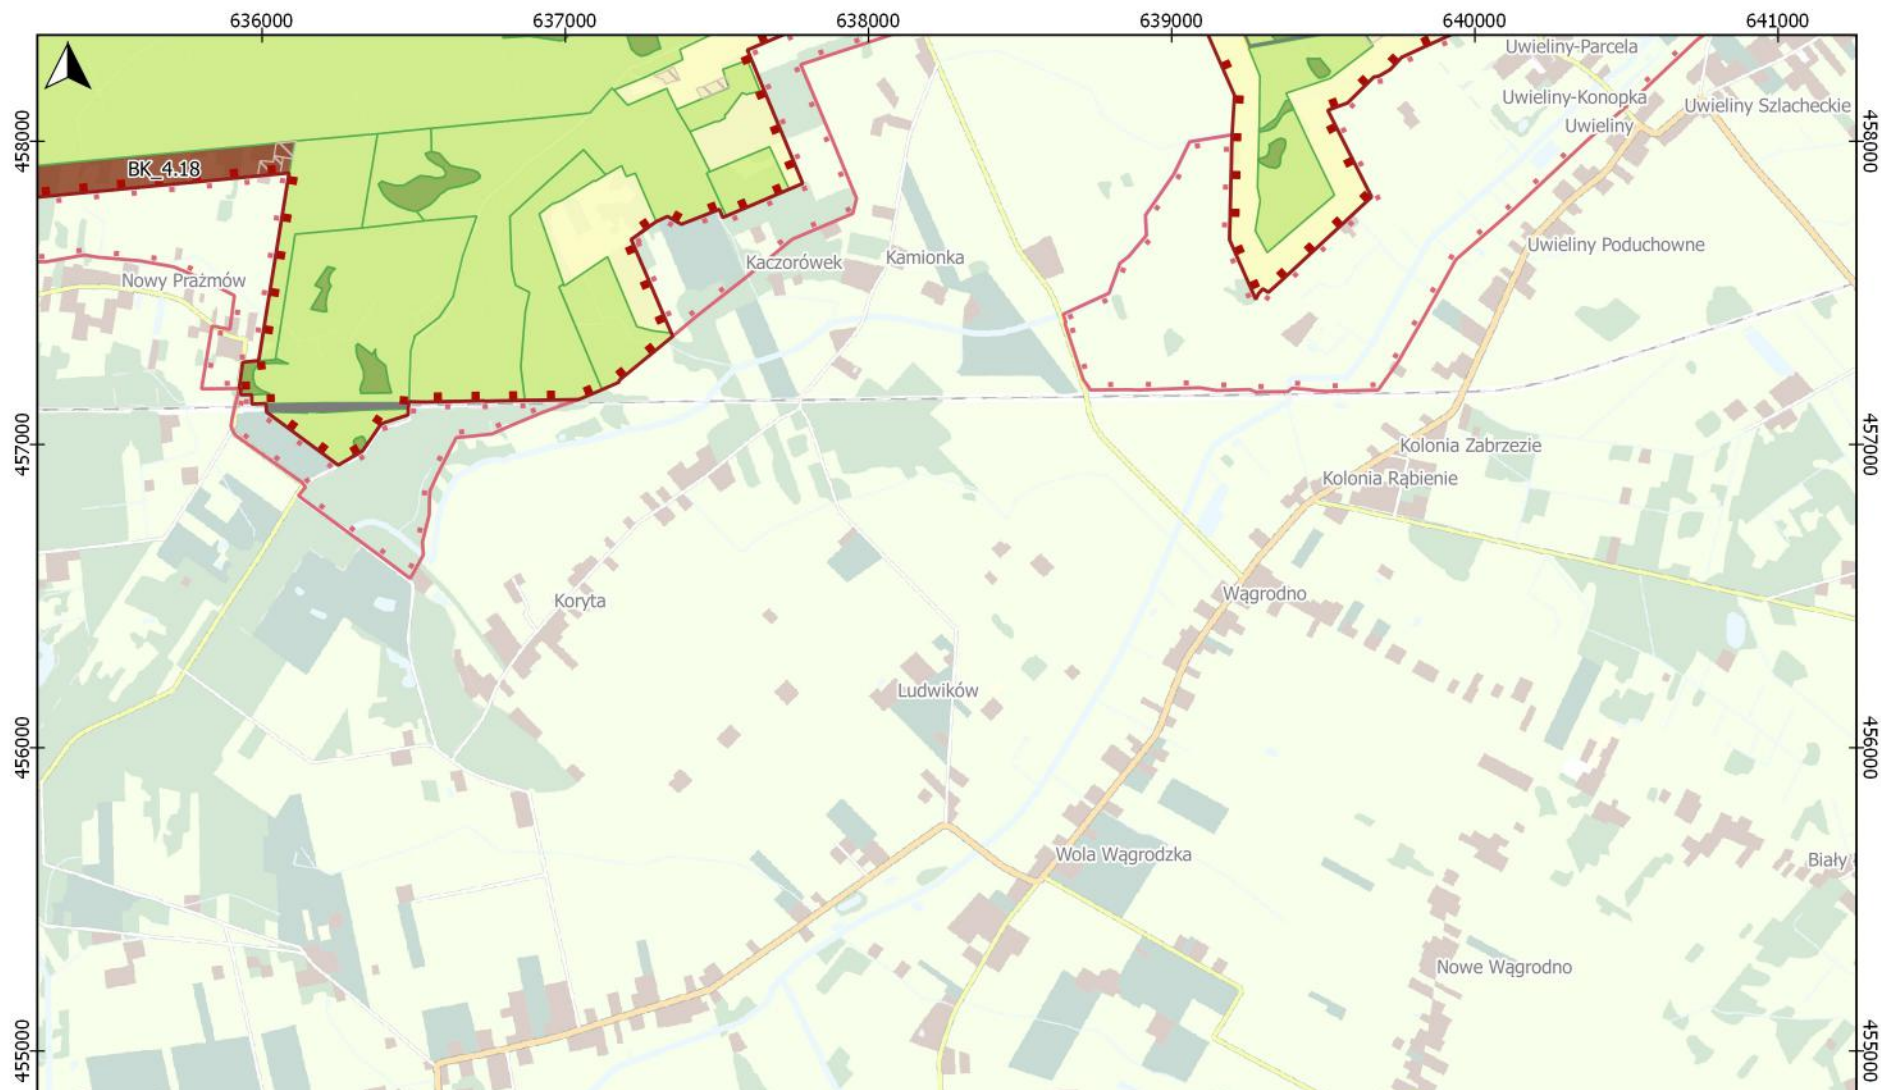 636000
637000
638000
639000
640000
641000
Uwieliny-Parcela
Uwieliny-Konopka
Uwieliny Szlacheckie
Uwieliny
458000
458000
BK_4.18
Uwieliny Poduchowne
Kamionka
Kaczorówek
Nowy Prażmów
457000
457000
Kolonia Zabrzezie
Kolonia Rąbienie
Wągrodno
Koryta
Ludwików
456000
456000
Wola Wągrodzka
Biały
Nowe Wągrodno
455000
455000